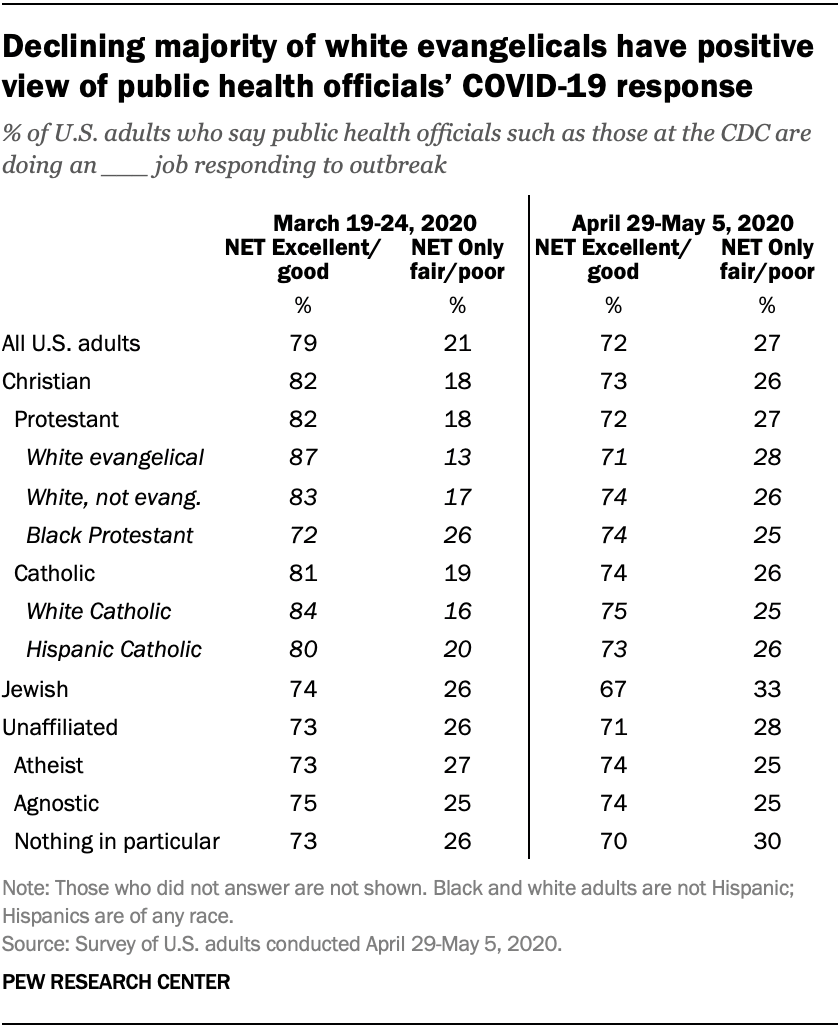 Declining majority of white evangelicals have positive
view of public health officials’ COVID-19 response
% of U.S. adults who say public health officials such as those at the CDC are
doing an ____ job responding to outbreak
March 19-24, 2020 April 29-May 5, 2020
NET Excellent/ NET Only NET Excellent/ NET Only
good fair/poor good fair/poor
% % % %
All U.S. adults 79 21 72 27
Christian 82 18 73 26
Protestant 82 18 72 27
White evangelical 87 13 71 28
White, not evang. 83 17 74 26
Black Protestant 72 26 74 25
Catholic 81 19 74 26
White Catholic 84 16 75 25
Hispanic Catholic 80 20 73 26
Jewish 74 26 67 33
Unaffiliated 73 26 71 28
Atheist 73 27 74 25
Agnostic 75 25 74 25
Nothing in particular 73 26 70 30
Note: Those who did not answer are not shown. Black and white adults are not Hispanic;
Hispanics are of any race.
Source: Survey of U.S. adults conducted April 29-May 5, 2020.
PEW RESEARCH CENTER